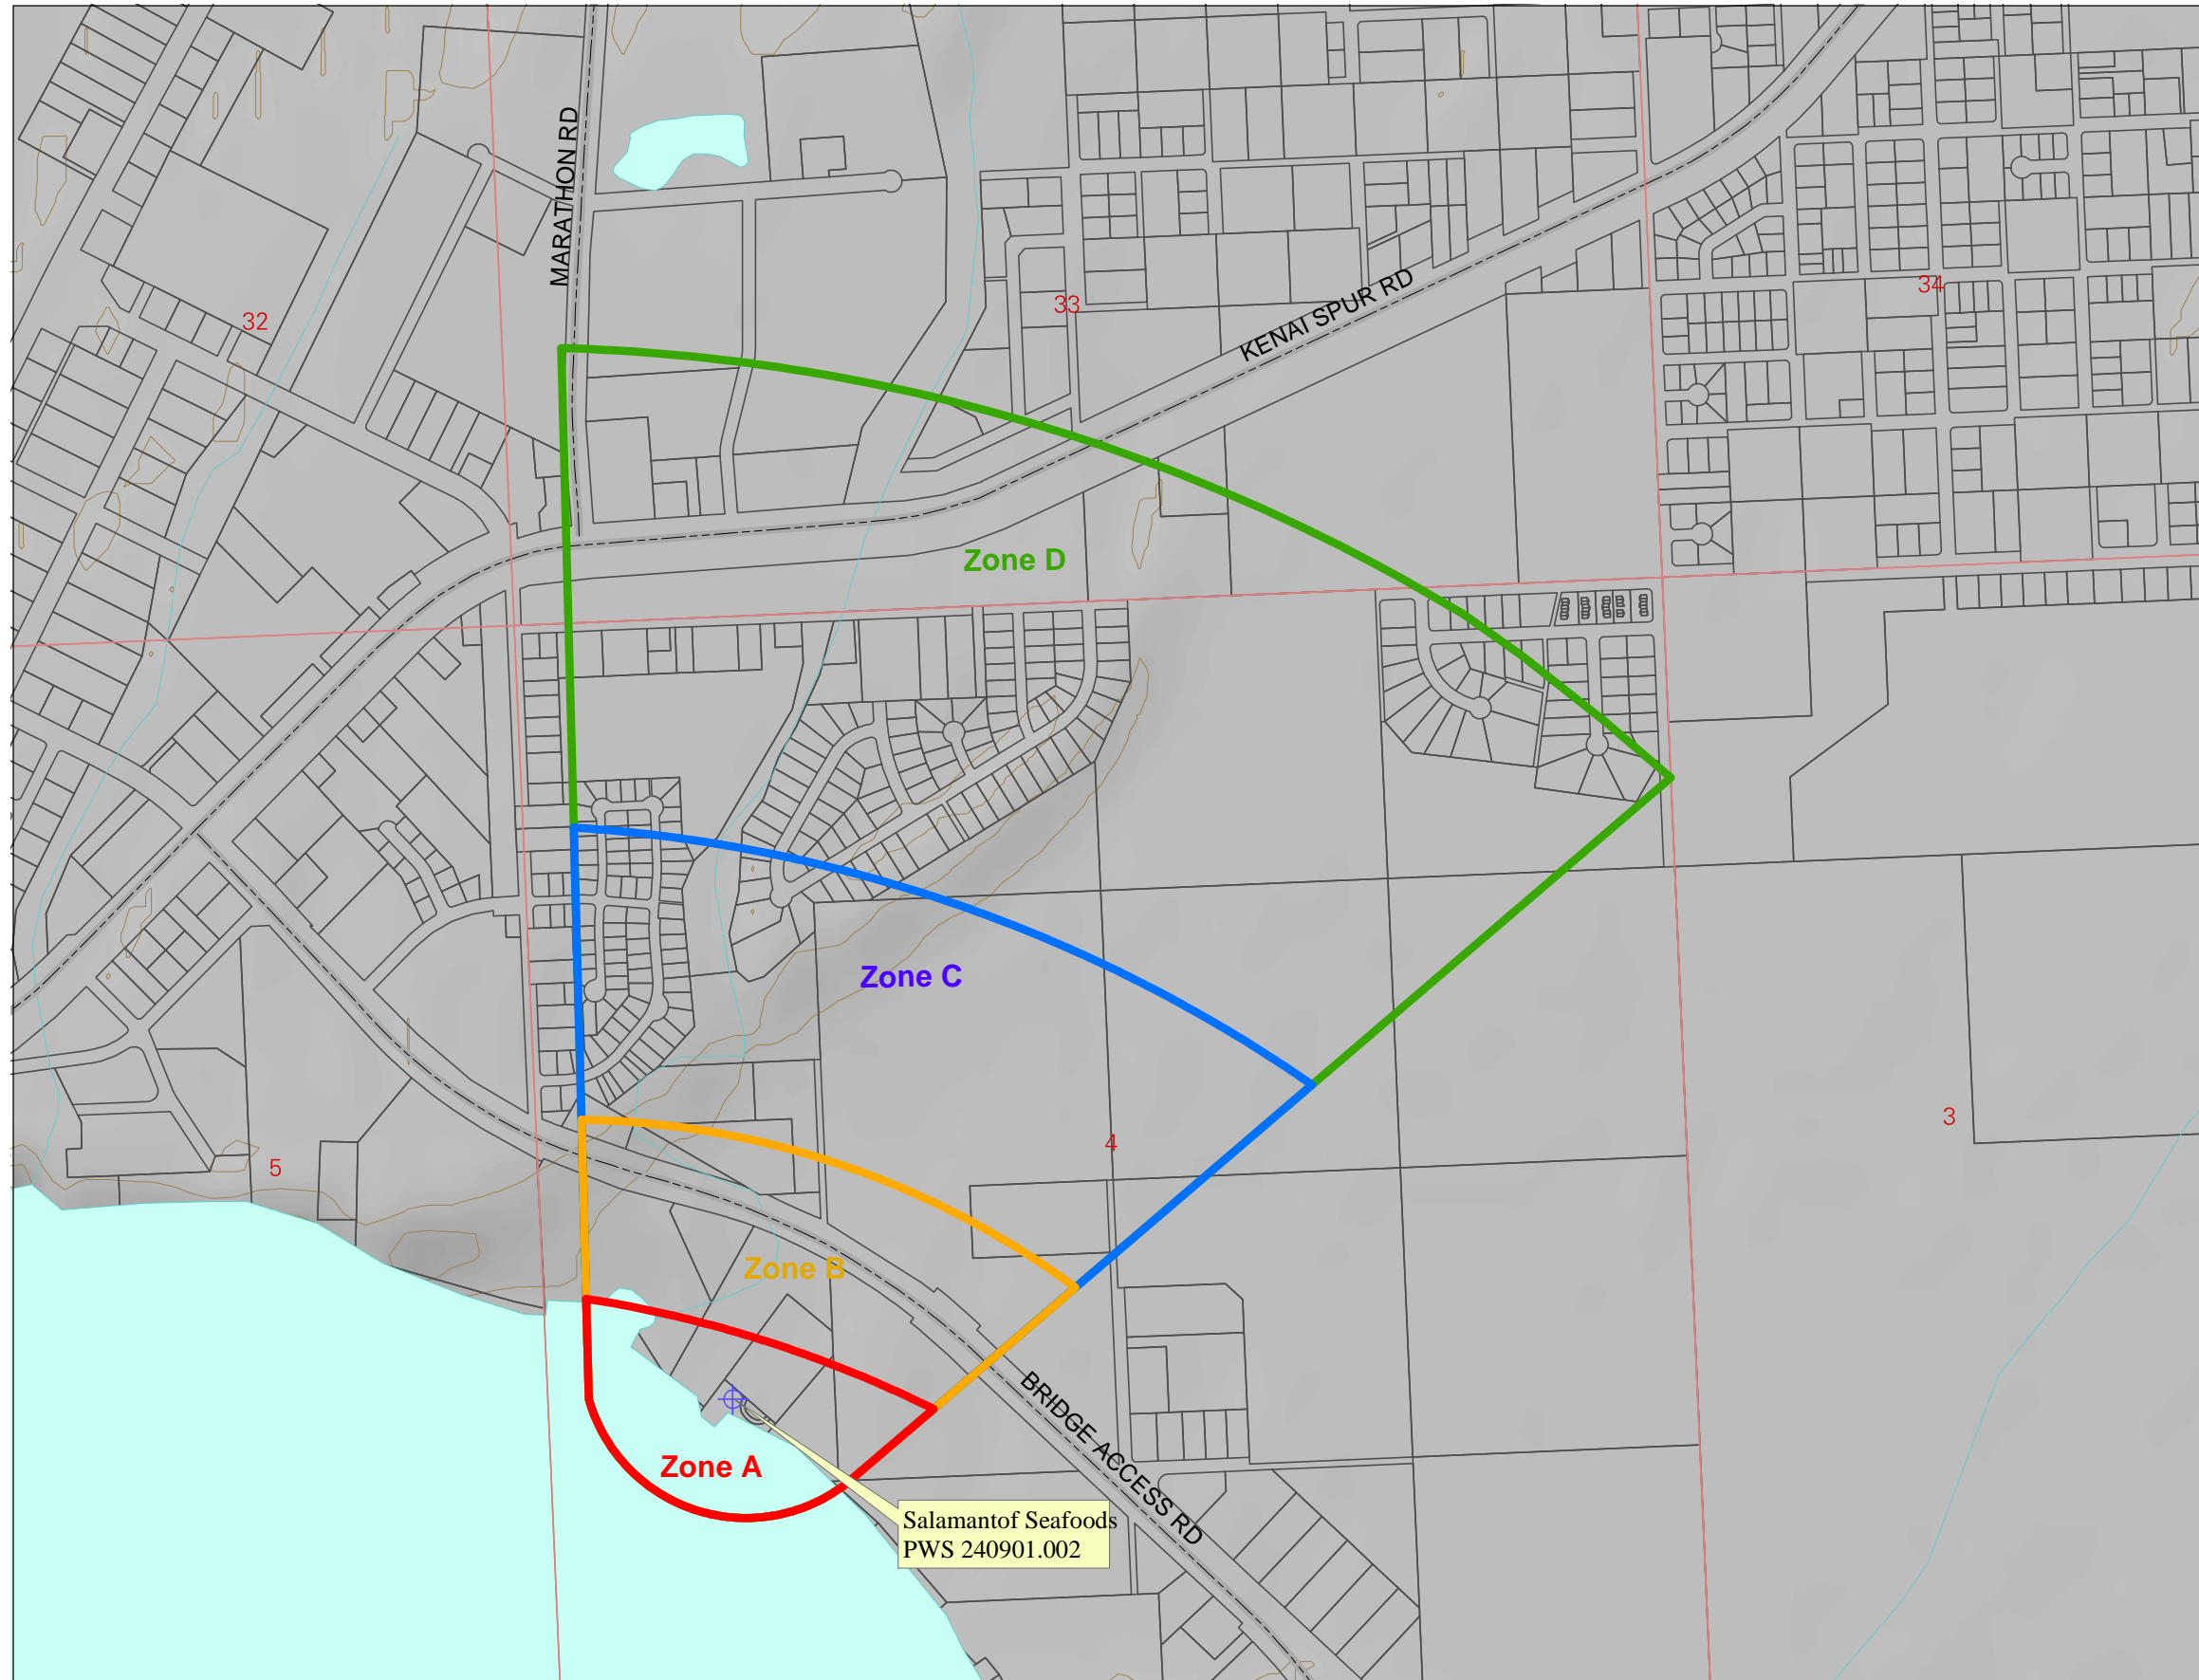 MARATHON RD
32
33
34
KENAI SPUR RD
Zone D
Zone C
4
3
5
Zone B
BRIDGE ACCESS RD
Zone A
Salamantof Seafoods
PWS 240901.002